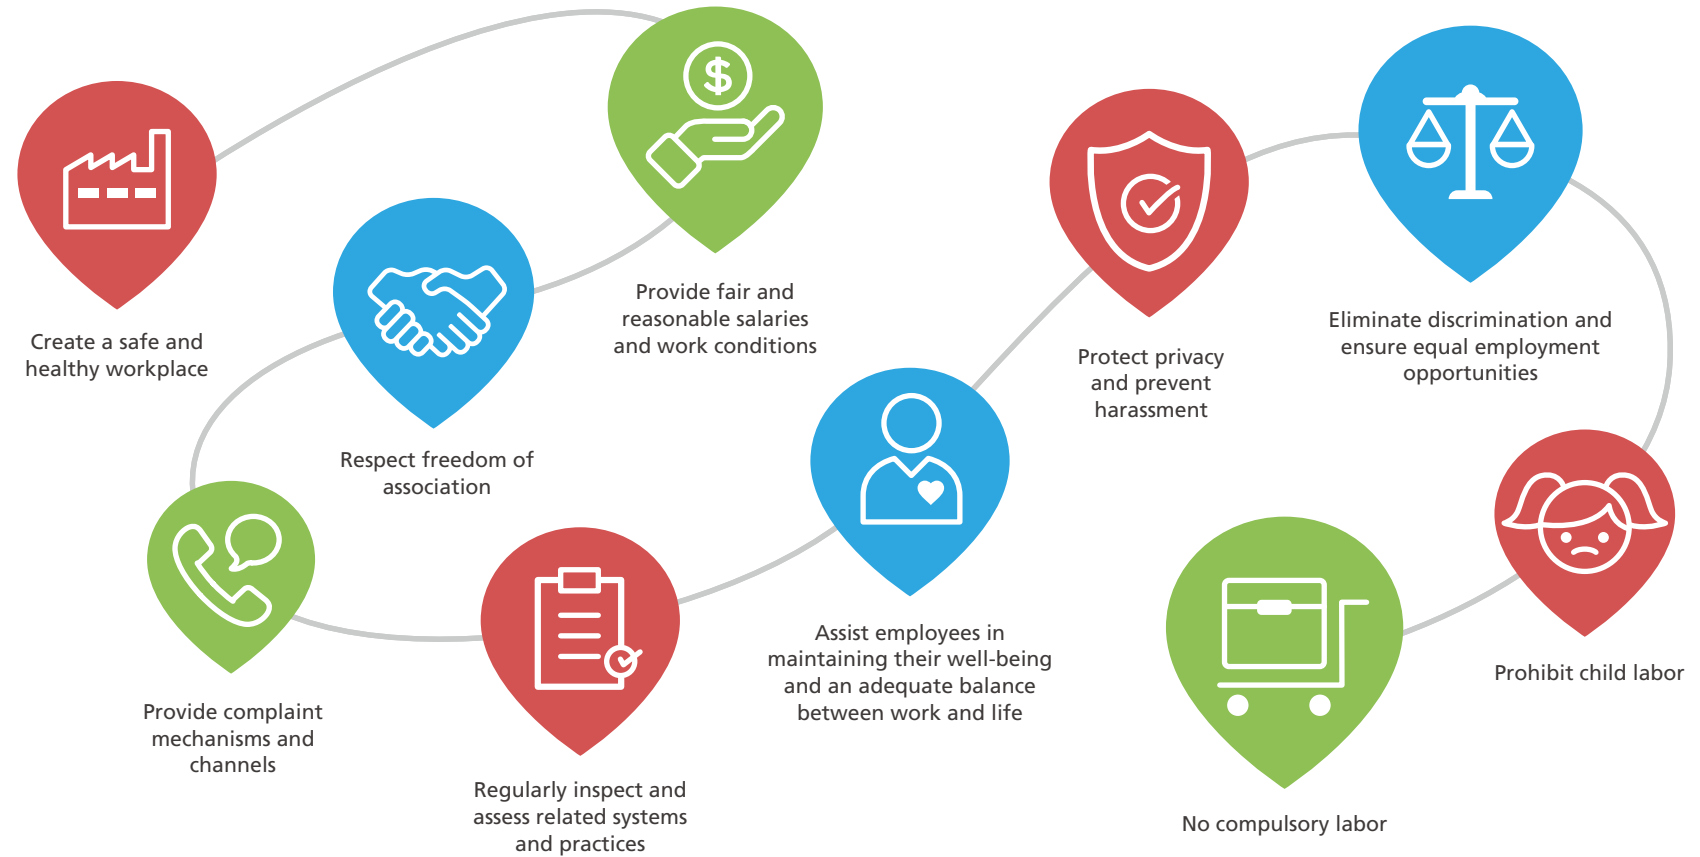 Create a safe and
healthy workplace
Provide fair and
reasonable salaries
and work conditions
Respect freedom of
association
Provide complaint
mechanisms and
channels
Regularly inspect and
assess related systems
and practices
Assist employees in
maintaining their well-being
and an adequate balance
between work and life
Protect privacy
and prevent
harassment
Eliminate discrimination and
ensure equal employment
opportunities
Prohibit child labor
No compulsory labor
$